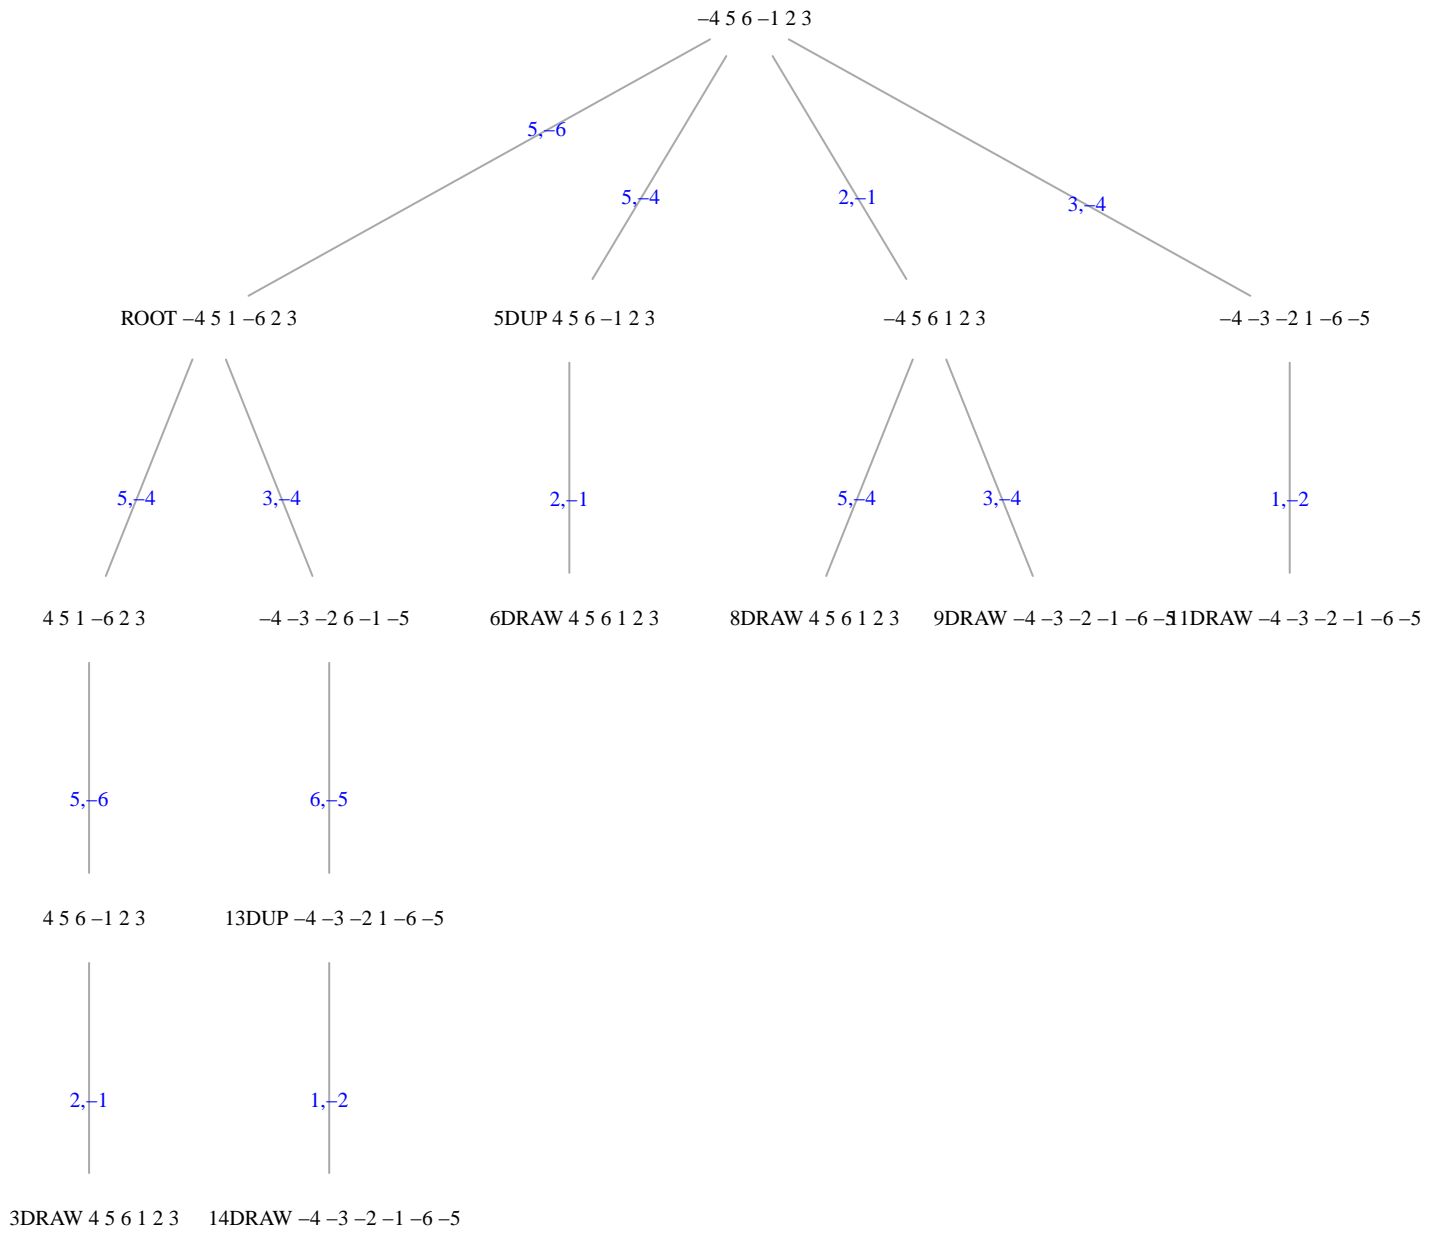 –4 5 6 –1 2 3
5,–6
5,–4
2,–1
3,–4
ROOT –4 5 1 –6 2 3
5DUP 4 5 6 –1 2 3
–4 5 6 1 2 3
–4 –3 –2 1 –6 –5
5,–4
3,–4
2,–1
5,–4
3,–4
1,–2
4 5 1 –6 2 3
–4 –3 –2 6 –1 –5
6DRAW 4 5 6 1 2 3
8DRAW 4 5 6 1 2 3
9DRAW –4 –3 –2 –1 –6 –5
11DRAW –4 –3 –2 –1 –6 –5
5,–6
6,–5
4 5 6 –1 2 3
13DUP –4 –3 –2 1 –6 –5
2,–1
1,–2
3DRAW 4 5 6 1 2 3
14DRAW –4 –3 –2 –1 –6 –5